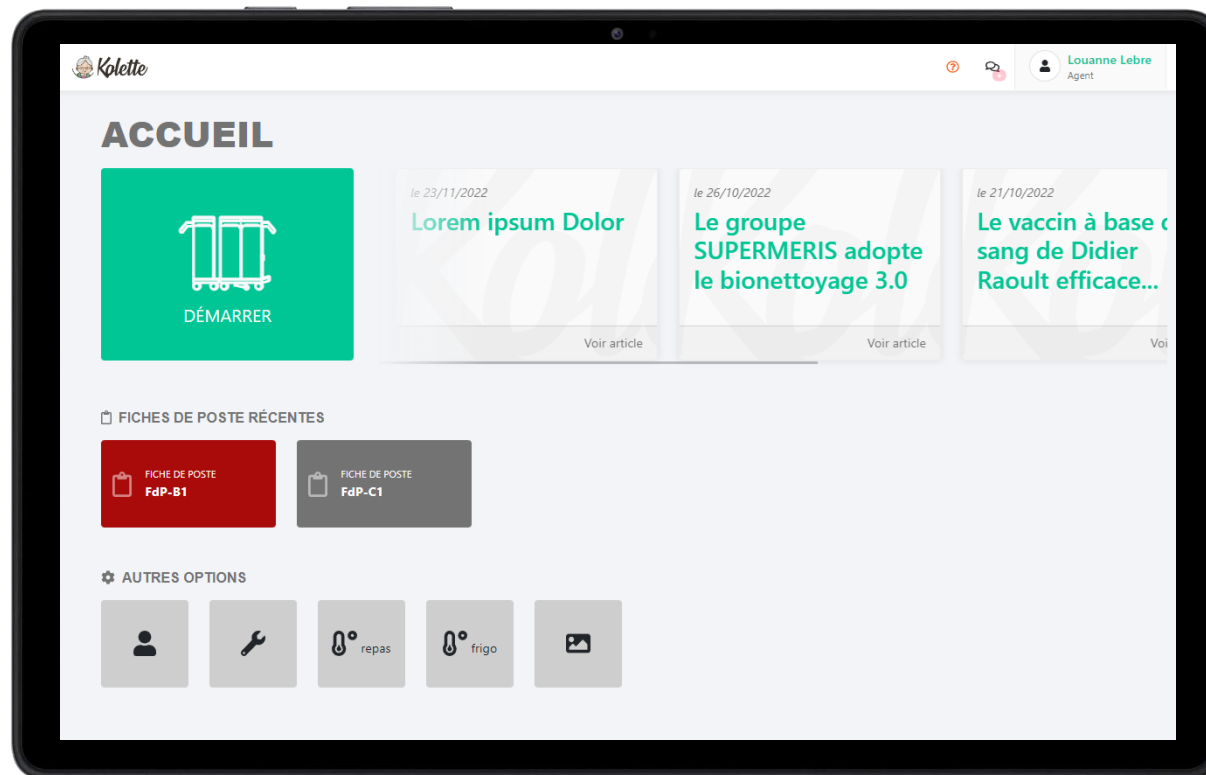 Kolette
Louanne Lebre
Agent
ACCUEIL
DÉMARRER
le 23/11/2022
Lorem ipsum Dolor
Voir article
le 26/10/2022
Le groupe
SUPERMERIS adopte
le bionettoyage 3.0
Voir article
le 21/10/2022
Le vaccin à base
sang de Didier
Raoult efficace...
Voi
FICHES DE POSTE RÉCENTES
FICHE DE POSTE
FdP-B1
FICHE DE POSTE
FdP-C1
AUTRES OPTIONS
repas
frigo